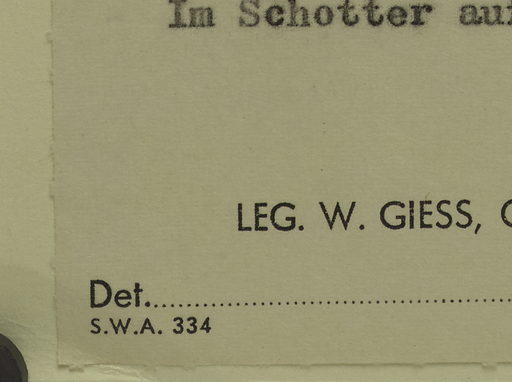 Im Schotter
LEG. W. GIESS,
Det.
S.W.A. 334